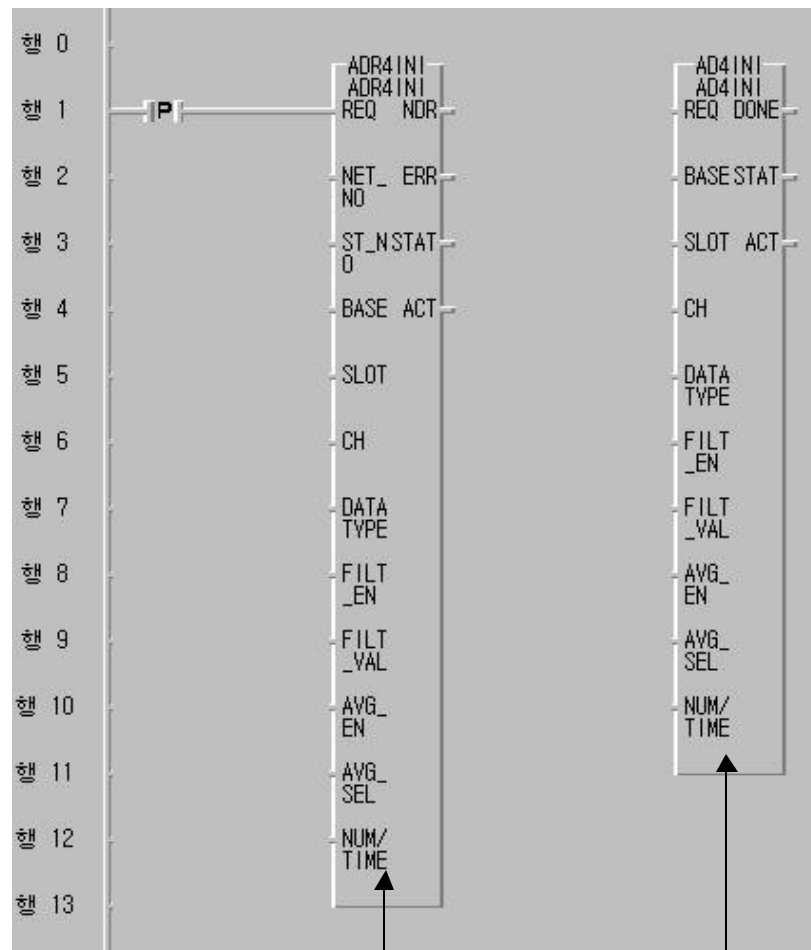 행 0
ADR4INI
ADR4INI
행 1
P
REQ NDR
행 2
NET_ ERR
NO
행 3
ST_N STAT
O
행 4
BASE ACT
행 5
SLOT
행 6
CH
행 7
DATA
TYPE
행 8
FILT
_EN
행 9
FILT
_VAL
행 10
AVG_
EN
행 11
AVG_
SEL
행 12
NUM/
TIME
행 13
AD4INI
AD4INI
REQ DONE
BASE STAT
SLOT ACT
CH
DATA
TYPE
FILT
_EN
FILT
_VAL
AVG_
EN
AVG_
SEL
NUM/
TIME